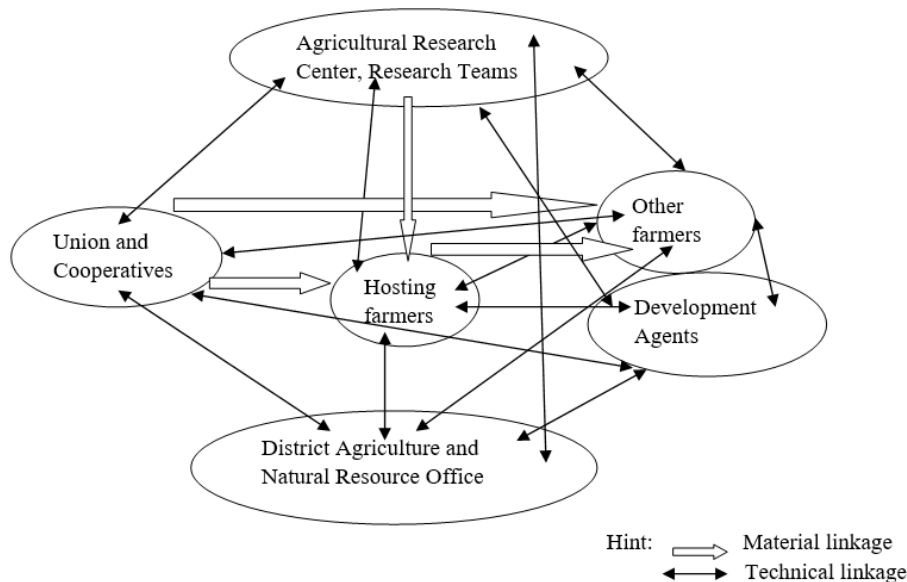 Agricultural Research
Center, Research Teams
Other
farmers
Union and
Cooperatives
Hosting
farmers
Development
Agents
District Agriculture and
Natural Resource Office
Hint:
Material linkage
Technical linkage